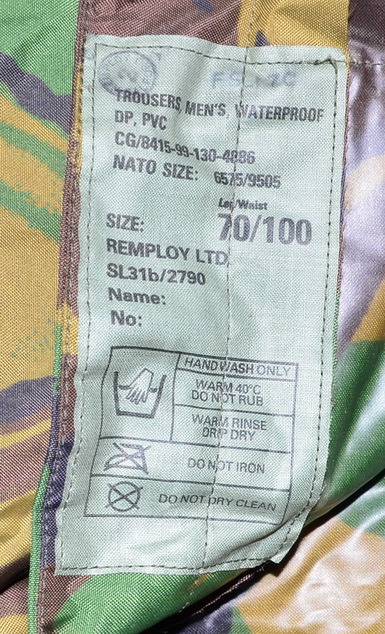 TROUSERS MEN'S, WATERPROOF
DP, PVC
CG/8415-99-130-4886
NATO SIZE: 6575/9505
Leg/Waist
SIZE: 70/100
REMPLOY LTD
SL31b/2790
Name:
No:
HAND WASH ONLY
WARM 40°C
DO NOT RUB
WARM RINSE
DRIP DRY
DO NOT IRON
DO NOT DRY CLEAN